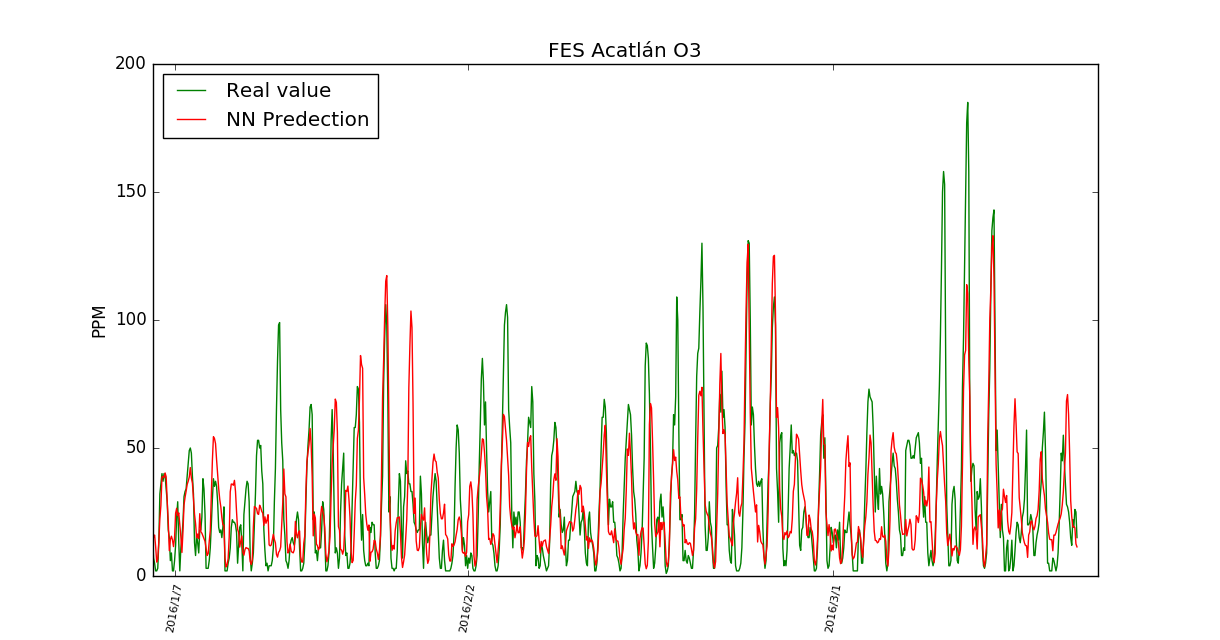 FES Acatlán O3
200
Real value
NN Predection
150
PPM
100
50
0
2016/1/7
2016/2/2
2016/3/1